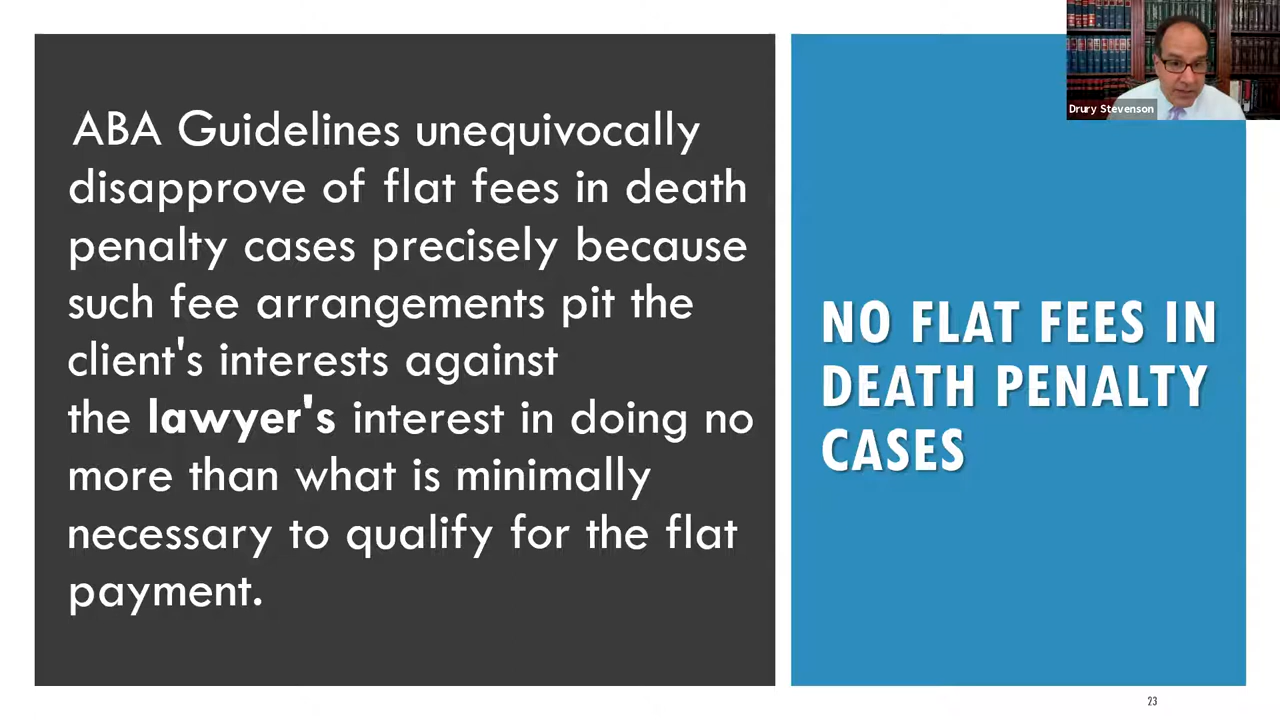 ABA Guidelines unequivocally
disapprove of flat fees in death
penalty cases precisely because
such fee arrangements pit the
client's interests against
the lawyer's interest in doing no
more than what is minimally
necessary to qualify for the flat
payment.
NO FLAT FEES IN
DEATH PENALTY
CASES
Drury Stevenson
23